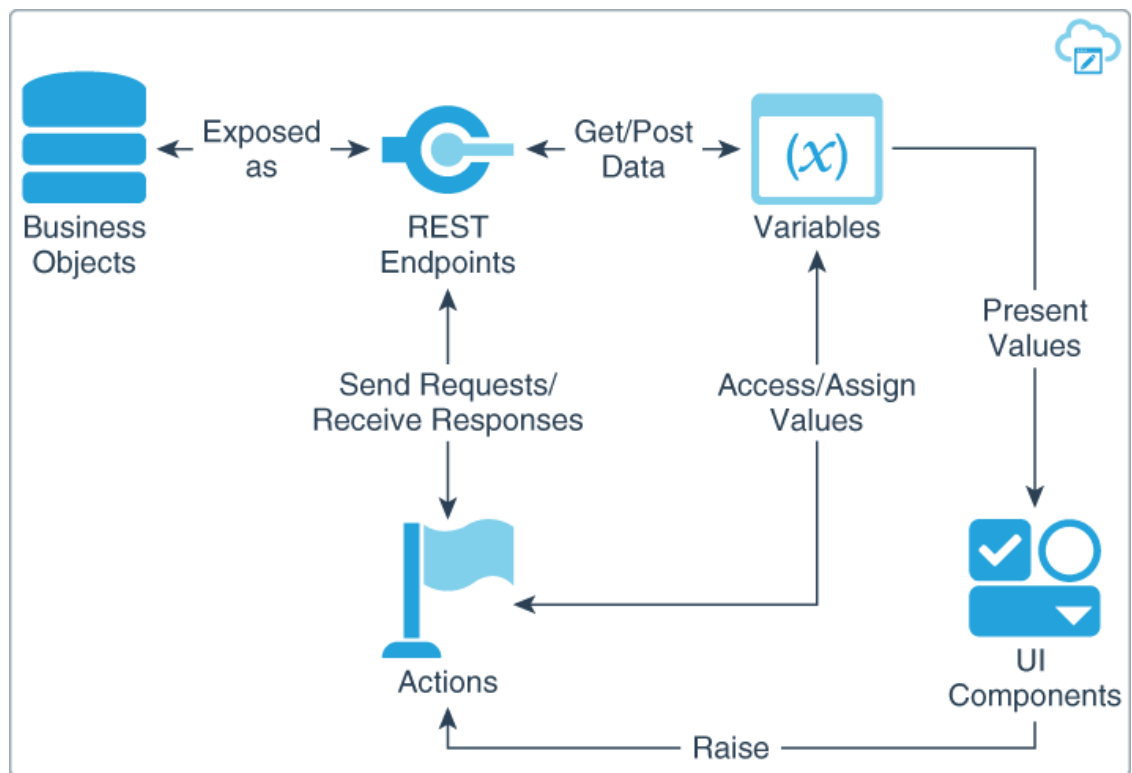 Exposed
as
Get/Post
Data
(x)
Business
Objects
REST
Endpoints
Variables
Present
Values
Send Requests/
Receive Responses
Access/Assign
Values
Actions
UI
Components
Raise